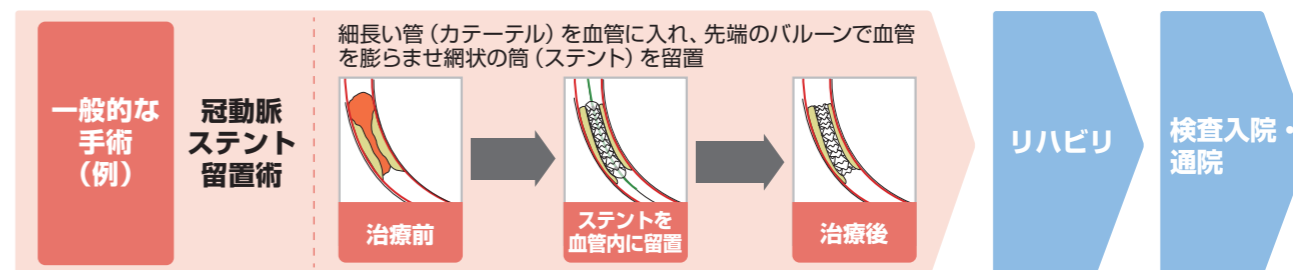 一般的な
手術
（例）
冠動脈
ステント
留置術
細長い管（カテーテル）を血管に入れ、先端のバルーンで血管
を膨らませ網状の筒（ステント）を留置
治療前
ステントを
血管内に留置
治療後
リハビリ
検査入院・
通院